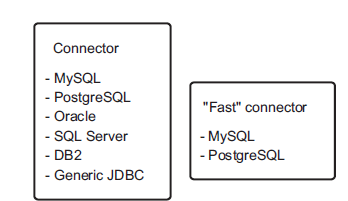 Connector
- MySQL
- PostgreSQL
- Oracle
- SQL Server
- DB2
- Generic JDBC
"Fast" connector
- MySQL
- PostgreSQL